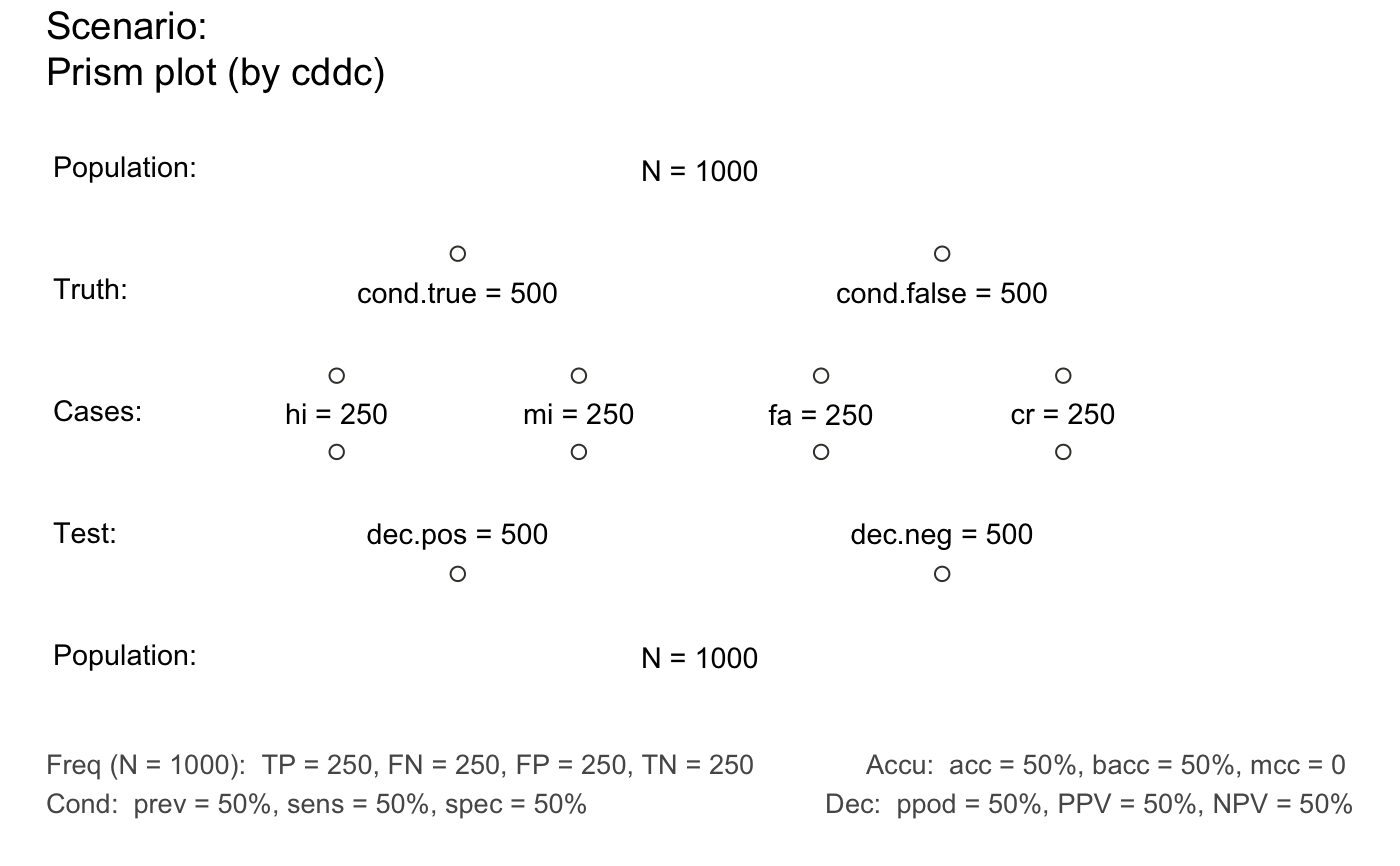 Scenario:
Prism plot (by cddc)
Population:
N = 1000
Truth:
cond.true = 500
cond.false = 500
Cases:
hi = 250
mi = 250
fa = 250
cr = 250
Test:
dec.pos = 500
dec.neg = 500
Population:
N = 1000
Freq (N = 1000):  TP = 250, FN = 250, FP = 250, TN = 250
Accu:  acc = 50%, bacc = 50%, mcc = 0
Cond:  prev = 50%, sens = 50%, spec = 50%
Dec:  ppod = 50%, PPV = 50%, NPV = 50%